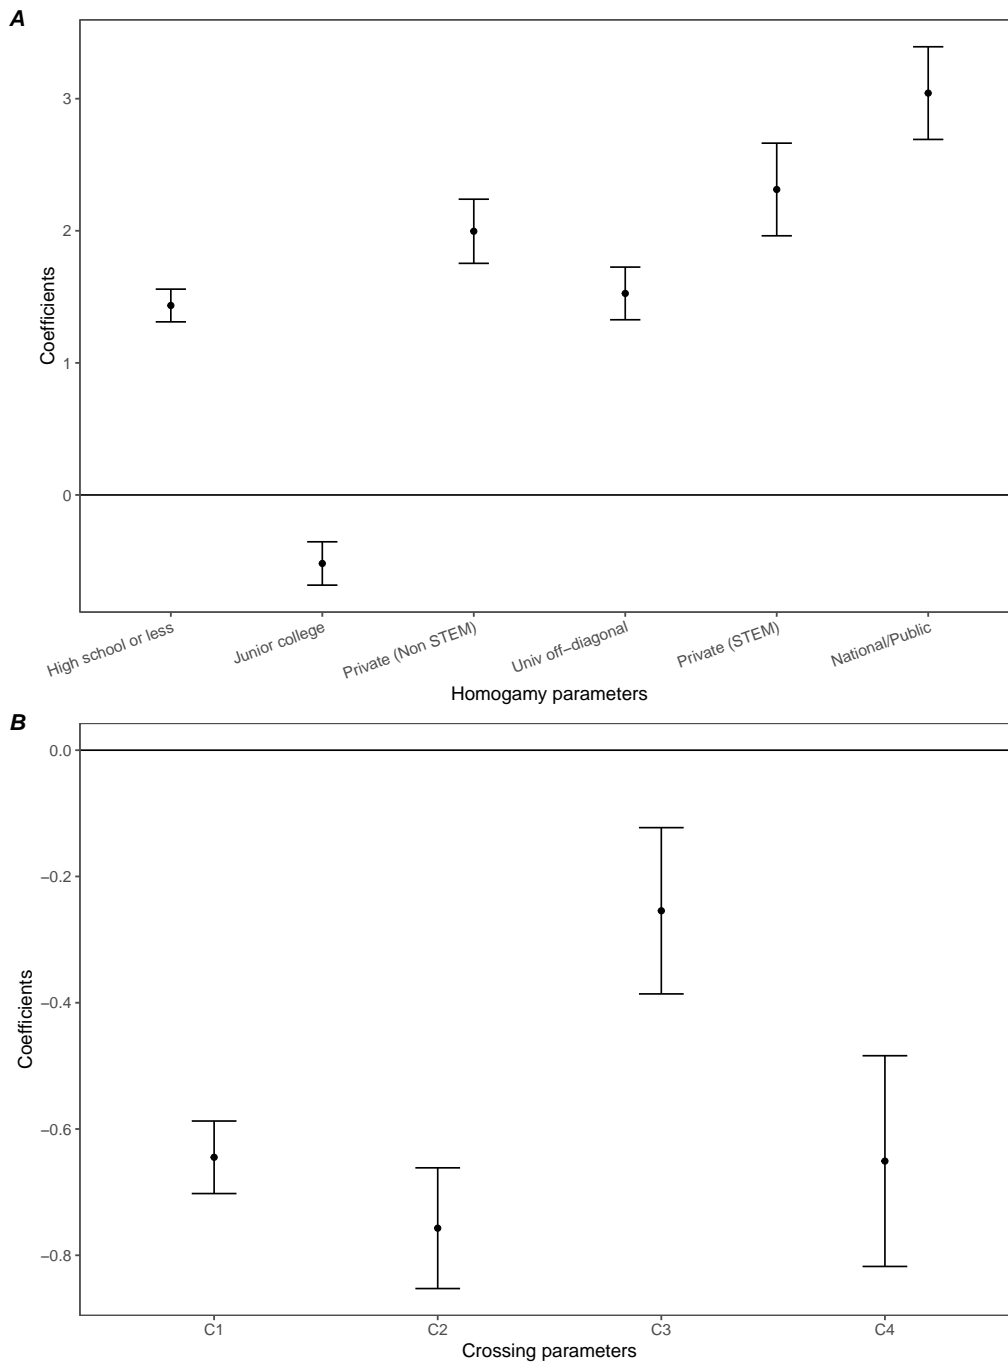 A
3
2
1
0
Coefficients
High school or less
Junior college
Private (Non STEM)
Univ off−diagonal
Private (STEM)
National/Public
Homogamy parameters
B
0.0
−0.2
−0.4
−0.6
−0.8
Coefficients
C1
C2
C3
C4
Crossing parameters